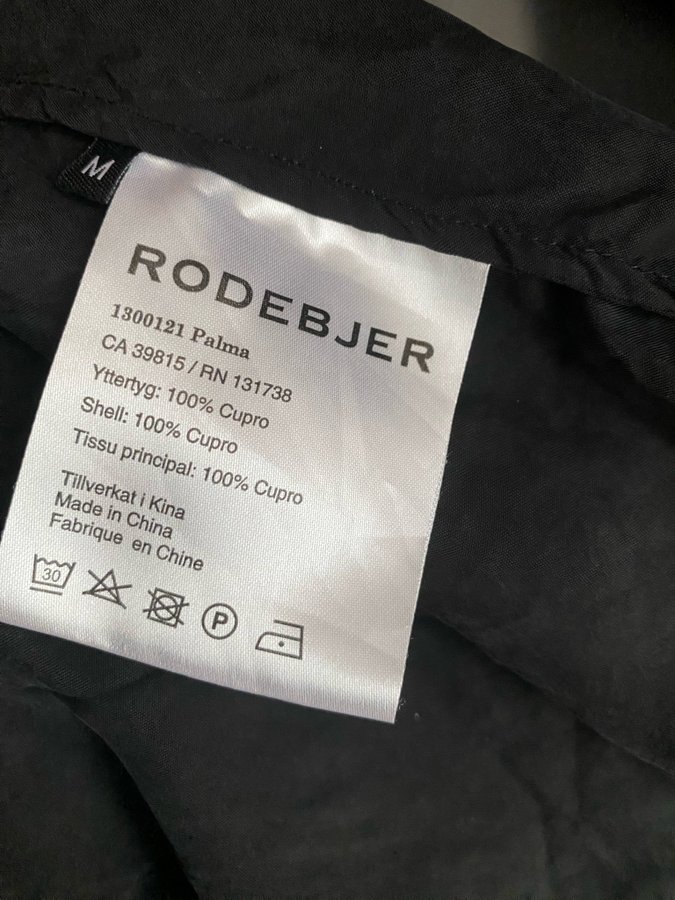 M
RODEBJER
1300121 Palma
CA 39815 / RN 131738
Yttertyg: 100% Cupro
Shell: 100% Cupro
Tissu principal: 100% Cupro
Tillverkat i Kina
Made in China
Fabrique en Chine
30
P